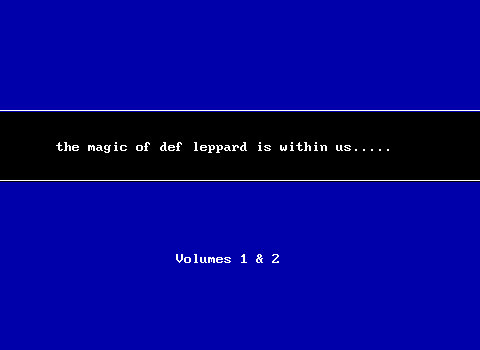 the magic of def leppard is within us.....
Volumes 1 & 2